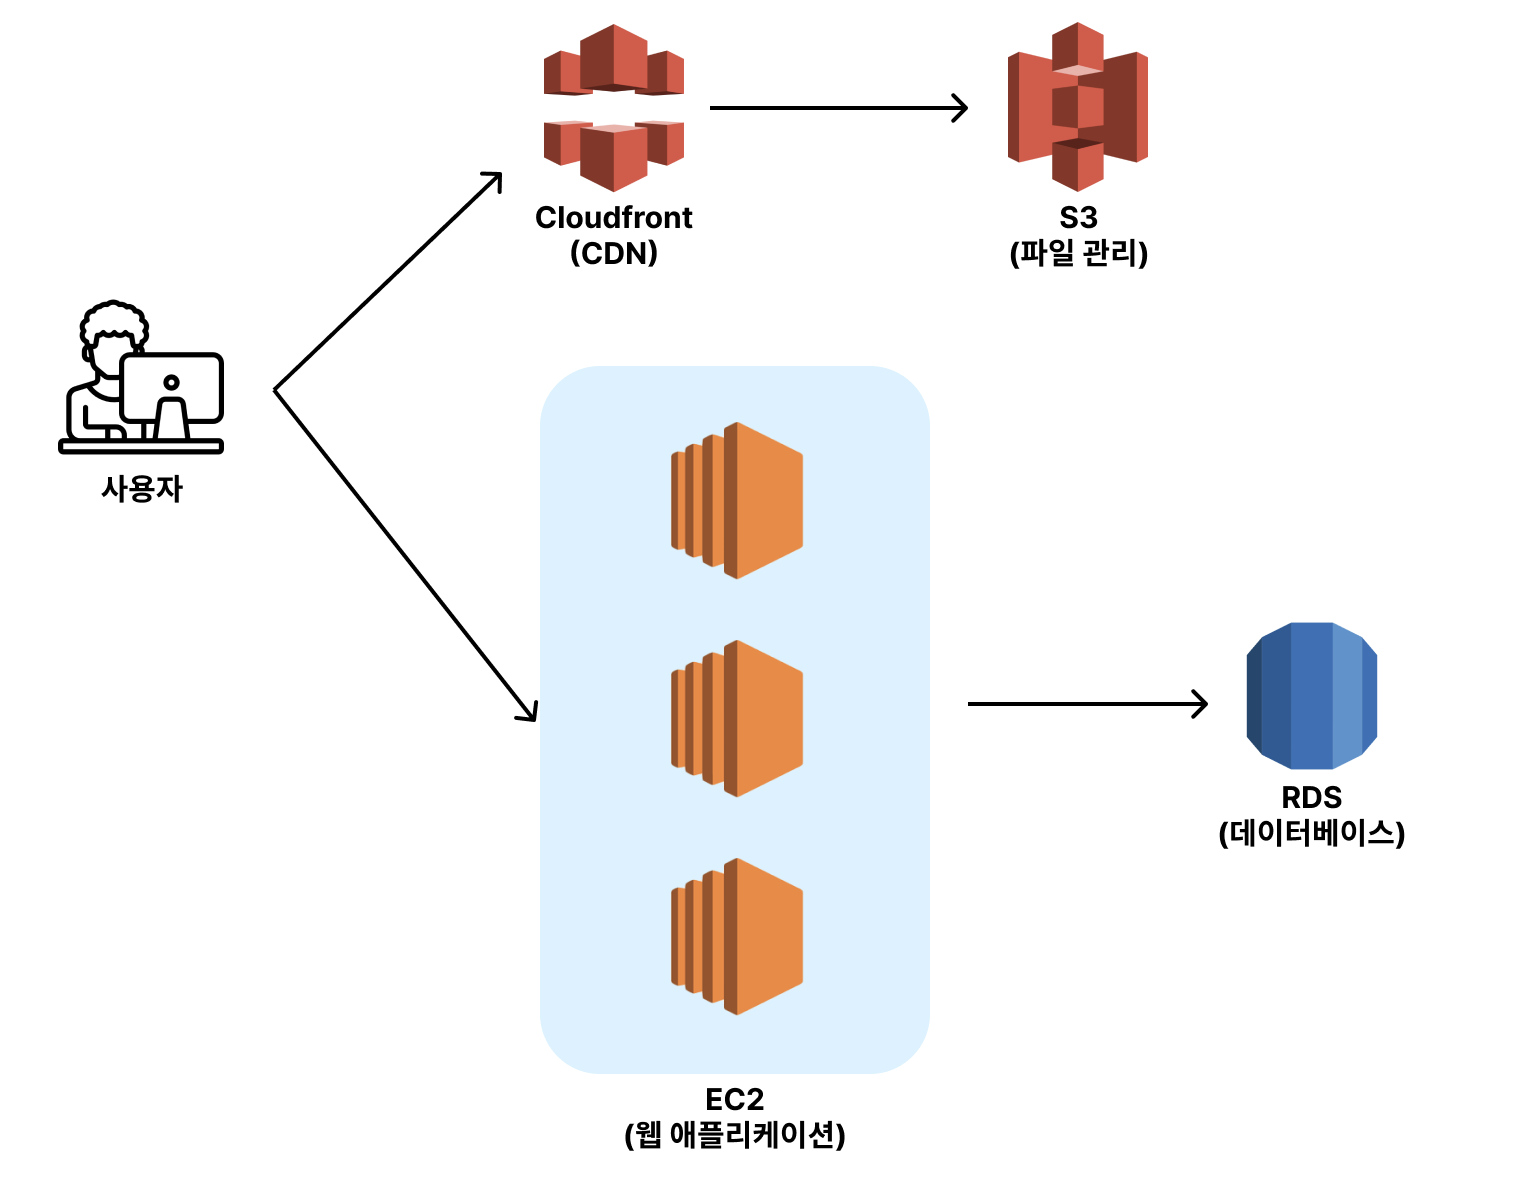 Cloudfront
(CDN)
S3
(파일 관리)
사용자
RDS
(데이터베이스)
EC2
(웹 애플리케이션)